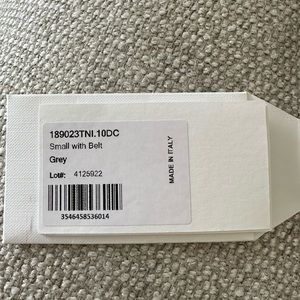 189023TNI.10DC
Small with Belt
Grey
Lot#: 4125922
3546458536014
MADE IN ITALY